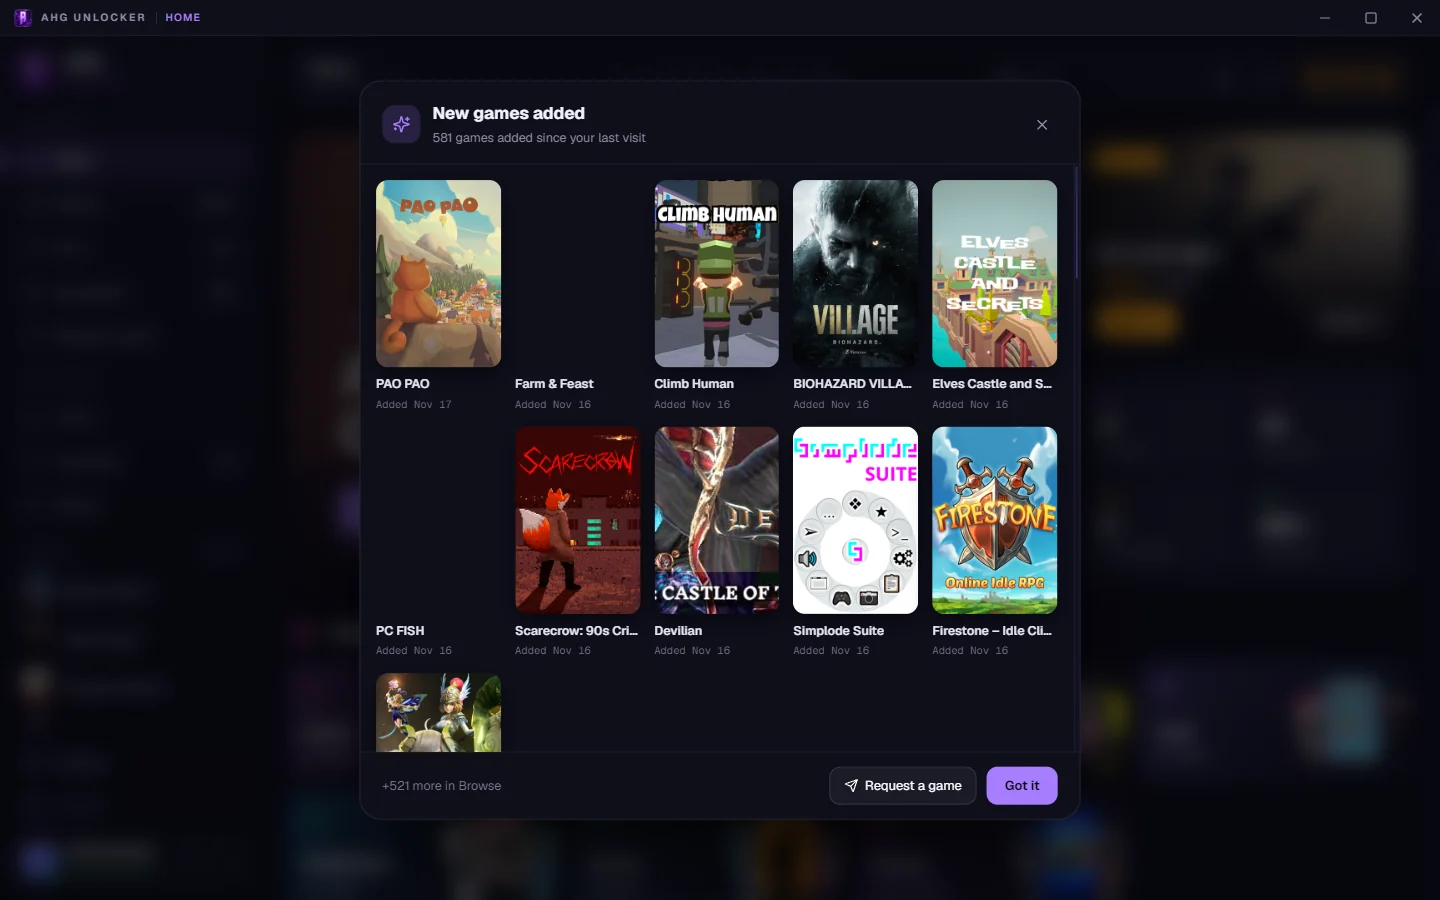 AHG UNLOCKER | HOME
New games added
581 games added since your last visit
PAO PAO
CLIMB HUMAN
VILLAGE
BIOHAZARD.
ELVES
CASTLE
AND
SECRETS
PAO PAO
Farm & Feast
Climb Human
BIOHAZARD VILLA...
Elves Castle and S...
Added Nov 17
Added Nov 16
Added Nov 16
Added Nov 16
Added Nov 16
SCARECROW
DE
CASTLE OF
Simplode
SUITE
FIRESTONE
Online Idle RPG
PC FISH
Scarecrow: 90s Cri...
Devilian
Simplode Suite
Firestone – Idle Cli...
Added Nov 16
Added Nov 16
Added Nov 16
Added Nov 16
Added Nov 16
+521 more in Browse
Request a game
Got it